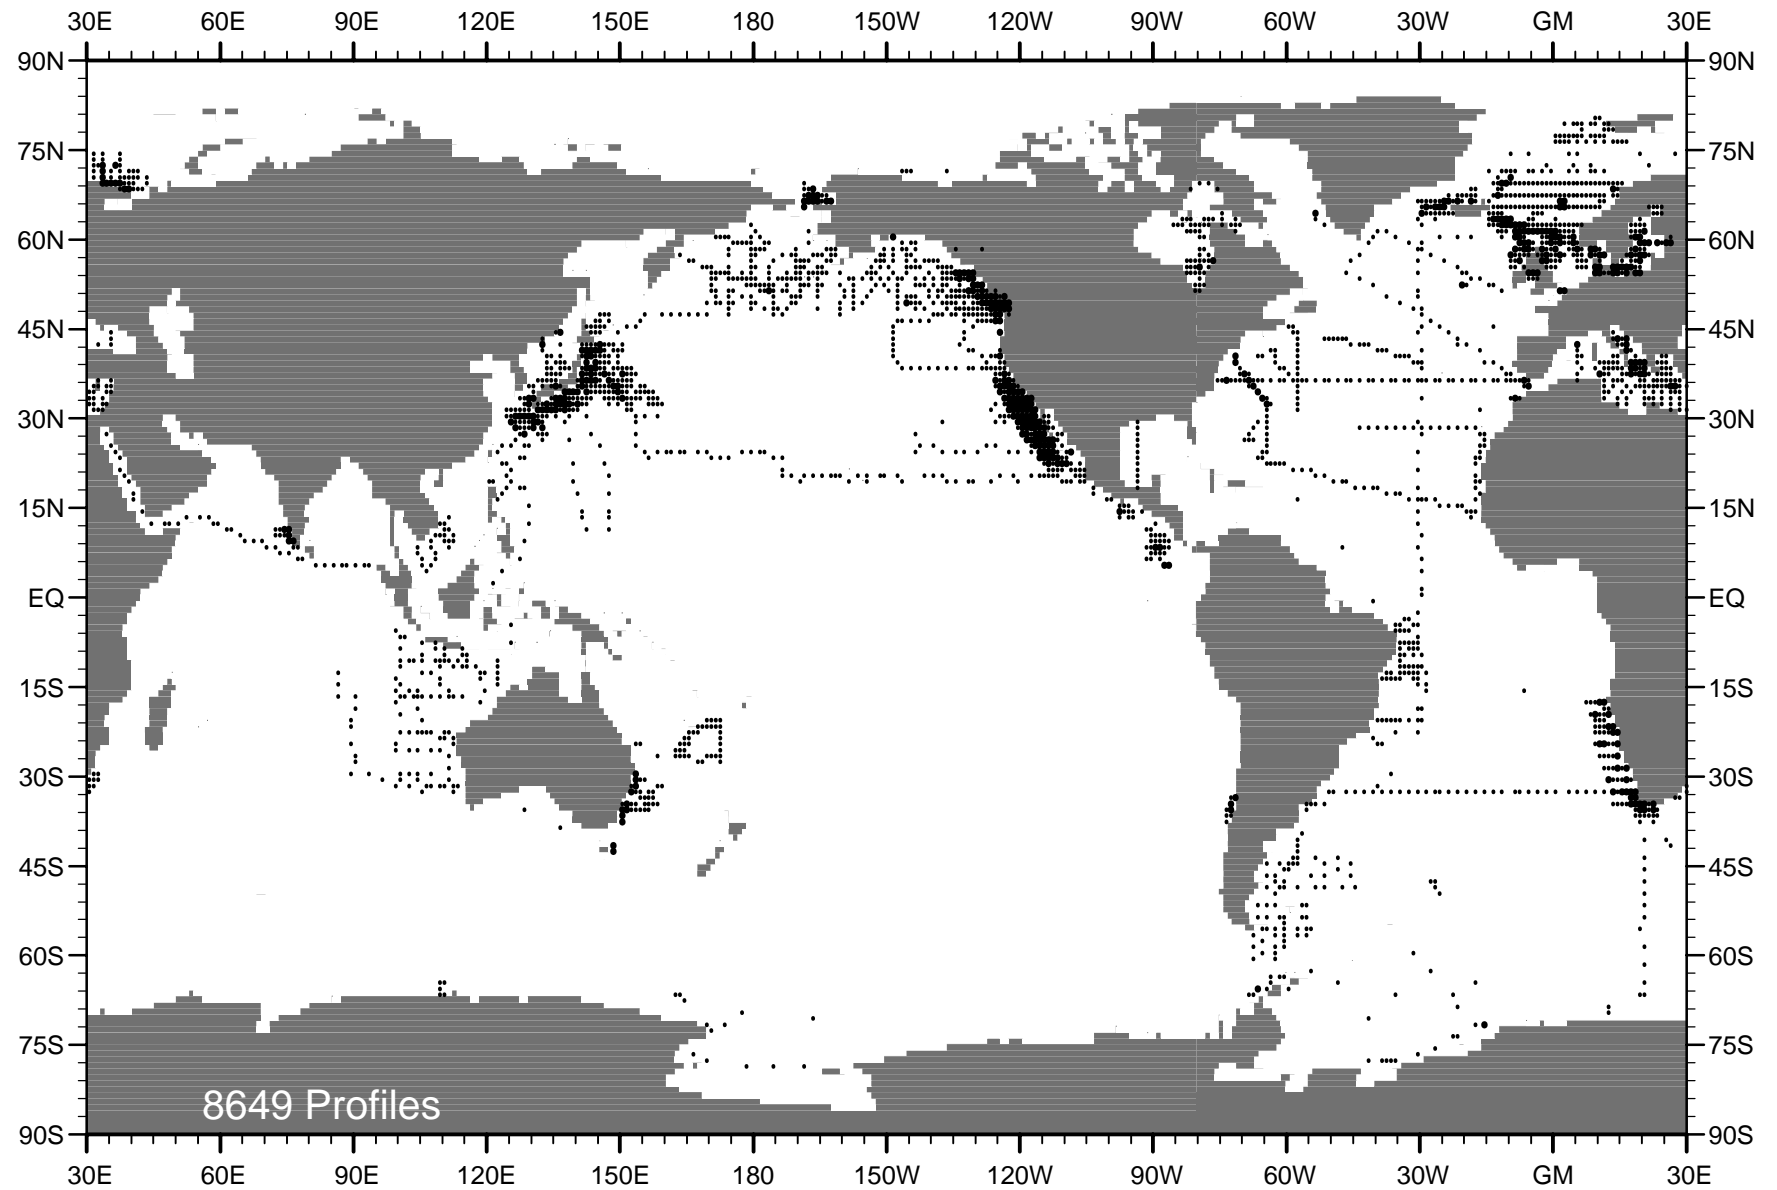 30E 60E 90E 120E 150E 180 150W 120W 90W 60W 30W GM 30E
90N 90N
75N 75N
60N 60N
45N 45N
30N 30N
15N 15N
EQ EQ
15S 15S
30S 30S
45S 45S
60S 60S
75S 75S
8649 Profiles
90S 90S
30E 60E 90E 120E 150E 180 150W 120W 90W 60W 30W GM 30E